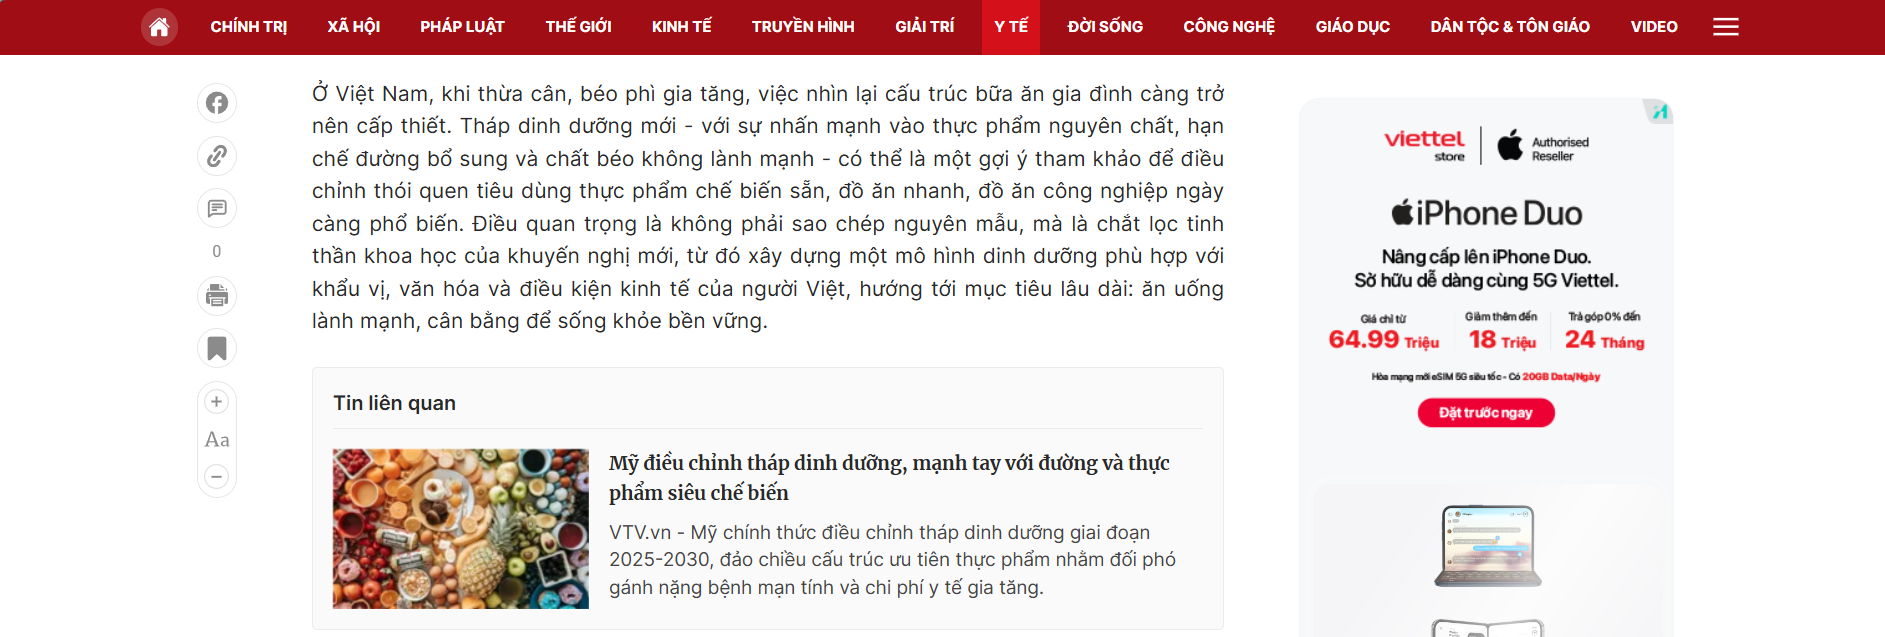 CHÍNH TRỊ XÃ HỘI PHÁP LUẬT THẾ GIỚI KINH TẾ TRUYỀN HÌNH GIẢI TRÍ Y TẾ ĐỜI SỐNG CÔNG NGHỆ GIÁO DỤC DÂN TỘC & TÔN GIÁO VIDEO
Ở Việt Nam, khi thừa cân, béo phì gia tăng, việc nhìn lại cấu trúc bữa ăn gia đình càng trở
nên cấp thiết. Tháp dinh dưỡng mới - với sự nhấn mạnh vào thực phẩm nguyên chất, hạn
chế đường bổ sung và chất béo không lành mạnh - có thể là một gợi ý tham khảo để điều
chỉnh thói quen tiêu dùng thực phẩm chế biến sẵn, đồ ăn nhanh, đồ ăn công nghiệp ngày
càng phổ biến. Điều quan trọng là không phải sao chép nguyên mẫu, mà là chắt lọc tinh
thần khoa học của khuyến nghị mới, từ đó xây dựng một mô hình dinh dưỡng phù hợp với
khẩu vị, văn hóa và điều kiện kinh tế của người Việt, hướng tới mục tiêu lâu dài: ăn uống
lành mạnh, cân bằng để sống khỏe bền vững.
0
Aa
Tin liên quan
Mỹ điều chỉnh tháp dinh dưỡng, mạnh tay với đường và thực
phẩm siêu chế biến
VTV.vn - Mỹ chính thức điều chỉnh tháp dinh dưỡng giai đoạn
2025-2030, đảo chiều cấu trúc ưu tiên thực phẩm nhằm đối phó
gánh nặng bệnh mạn tính và chi phí y tế gia tăng.
viettel
store
Authorised
Reseller
iPhone Duo
Nâng cấp lên iPhone Duo.
Sở hữu dễ dàng cùng 5G Viettel.
Giá chỉ từ Giảm thêm đến Trả góp 0% đến
64.99 Triệu 18 Triệu 24 Tháng
Hòa mạng mới eSIM 5G siêu tốc - Có 20GB Data/Ngày
Đặt trước ngay